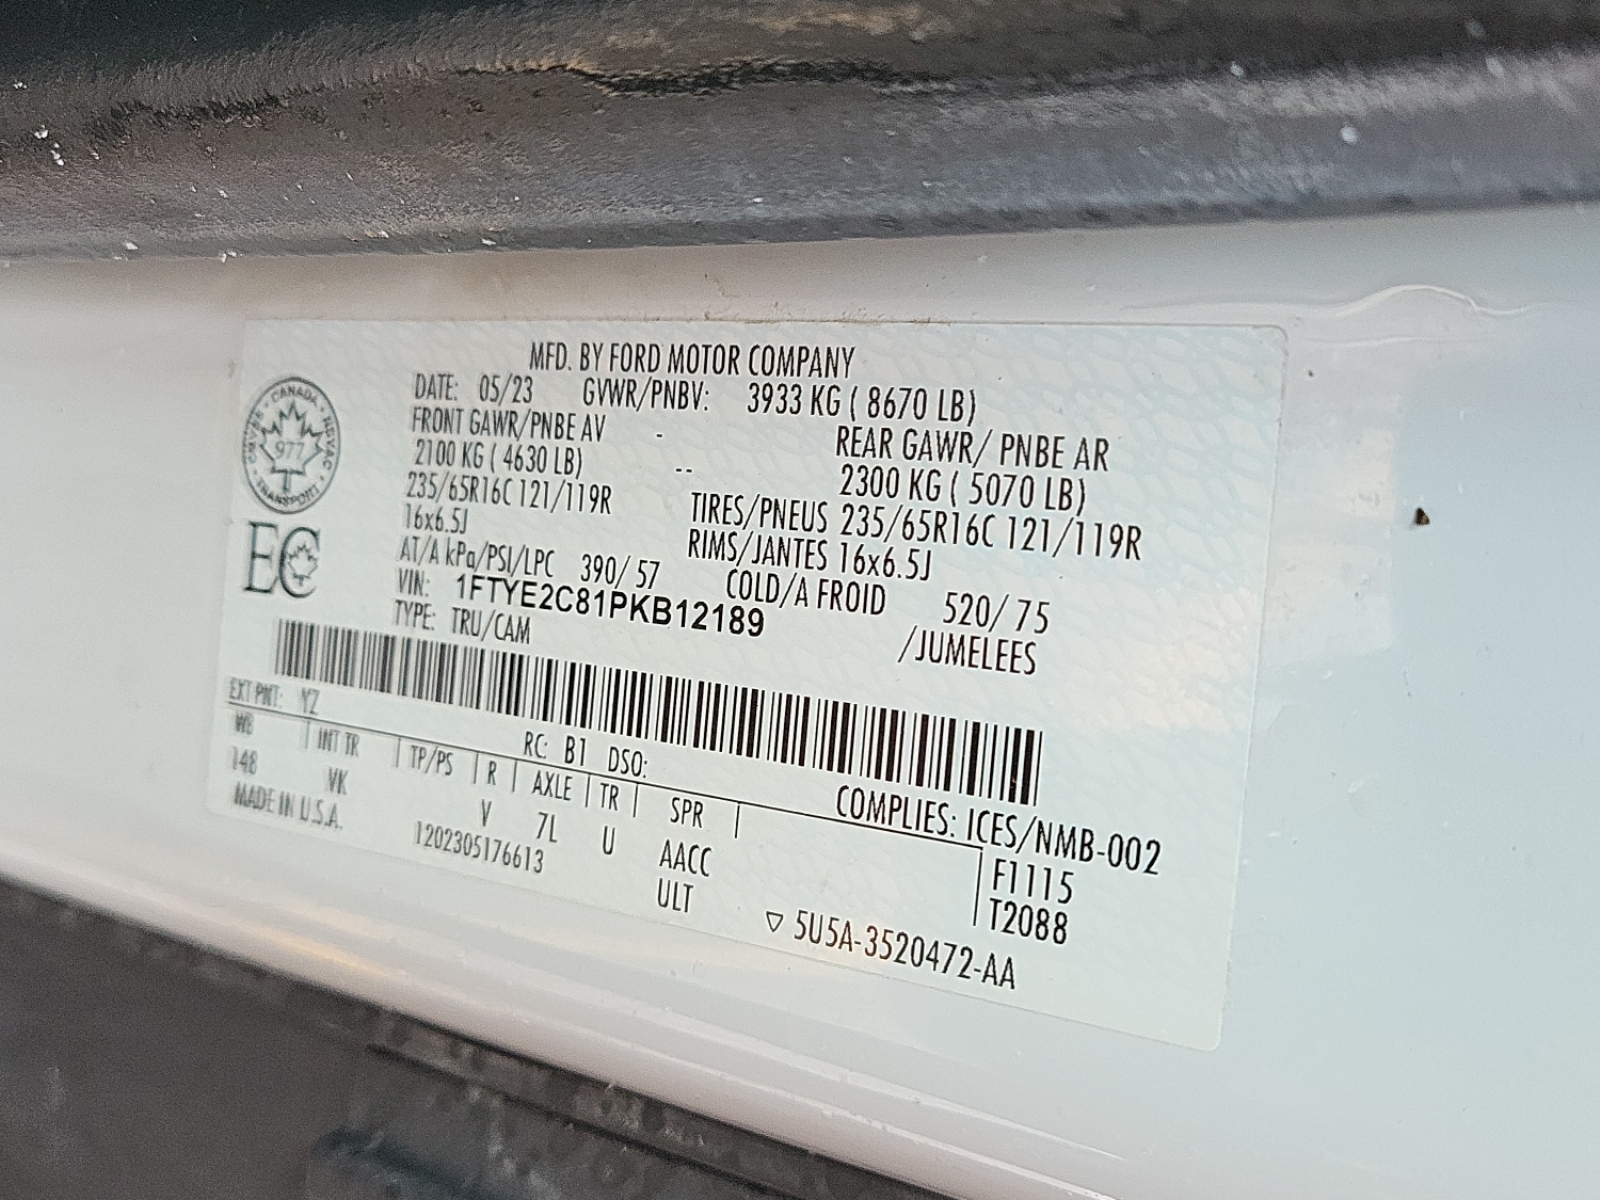 MFD. BY FORD MOTOR COMPANY
DATE: 05/23 GVWR/PNBV: 3933 KG ( 8670 LB)
FRONT GAWR/PNBE AV - REAR GAWR/ PNBE AR
2100 KG ( 4630 LB) -- 2300 KG ( 5070 LB)
235/65R16C 121/119R TIRES/PNEUS 235/65R16C 121/119R
16x6.5J RIMS/JANTES 16x6.5J
AT/A kPa/PSI/LPC 390/ 57 COLD/A FROID 520/ 75
VIN: 1FTYE2C81PKB12189 /JUMELEES
TYPE: TRU/CAM
CANADA
CMVSS NSVAC
977
TRANSPORT
EC
EXT PNT: YZ RC: B1 DSO: COMPLIES: ICES/NMB-002
WB | INT TR | TP/PS | R | AXLE | TR | SPR | F1115
148 VK V 7L U AACC T2088
MADE IN U.S.A. 1202305176613 ULT
▽ 5U5A-3520472-AA